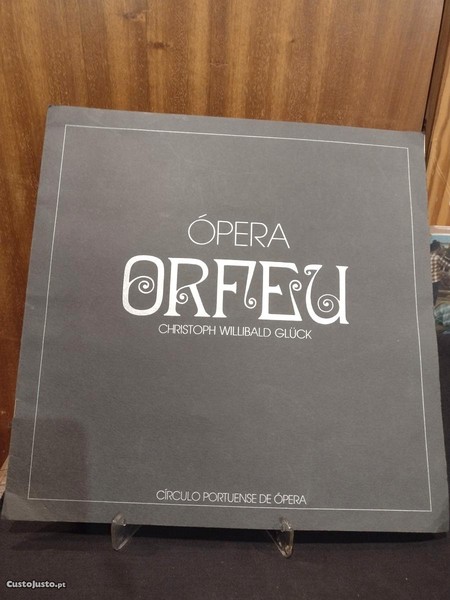 ÓPERA
ORFEU
CHRISTOPH WILLIBALD GLÜCK
CÍRCULO PORTUENSE DE ÓPERA
CustoJusto.pt